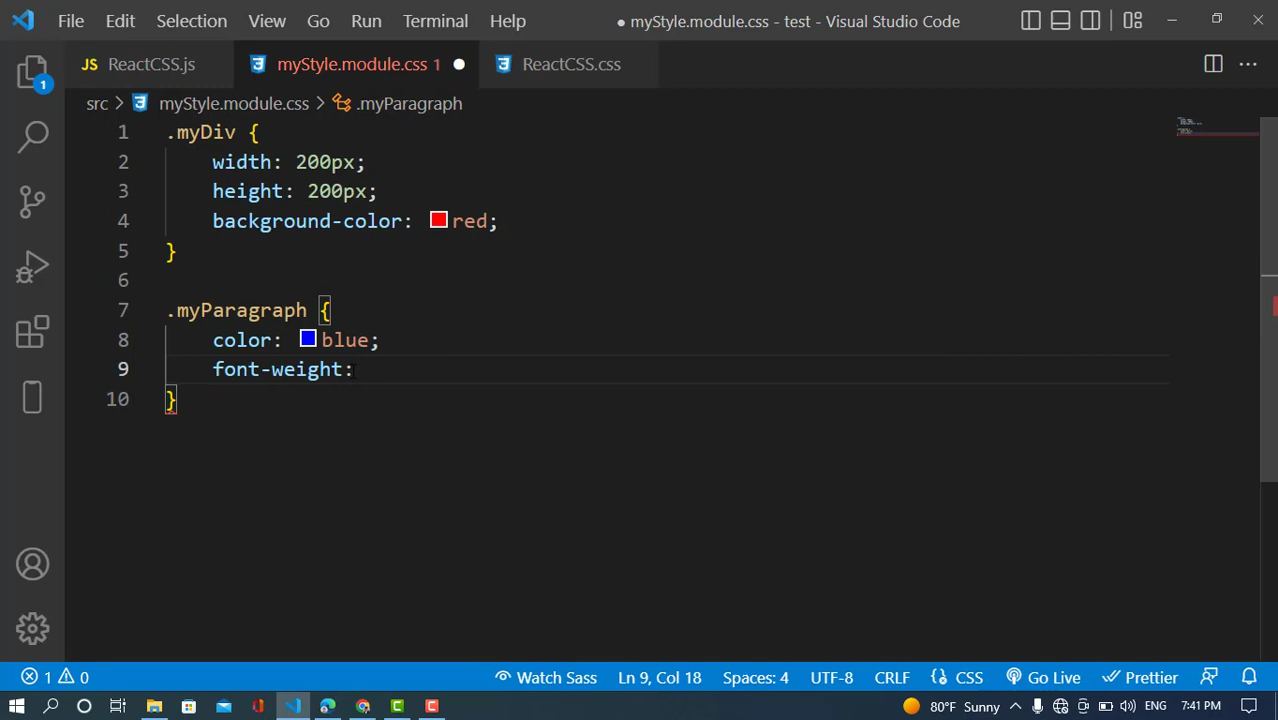 File Edit Selection View Go Run Terminal Help ● myStyle.module.css - test - Visual Studio Code
JS ReactCSS.js myStyle.module.css 1 ReactCSS.css
src > myStyle.module.css > .myParagraph
1 .myDiv {
2 width: 200px;
3 height: 200px;
4 background-color: red;
5 }
6
7 .myParagraph {
8 color: blue;
9 font-weight:
10 }
1
1 0 Watch Sass Ln 9, Col 18 Spaces: 4 UTF-8 CRLF CSS Go Live Prettier
80°F Sunny ENG 7:41 PM